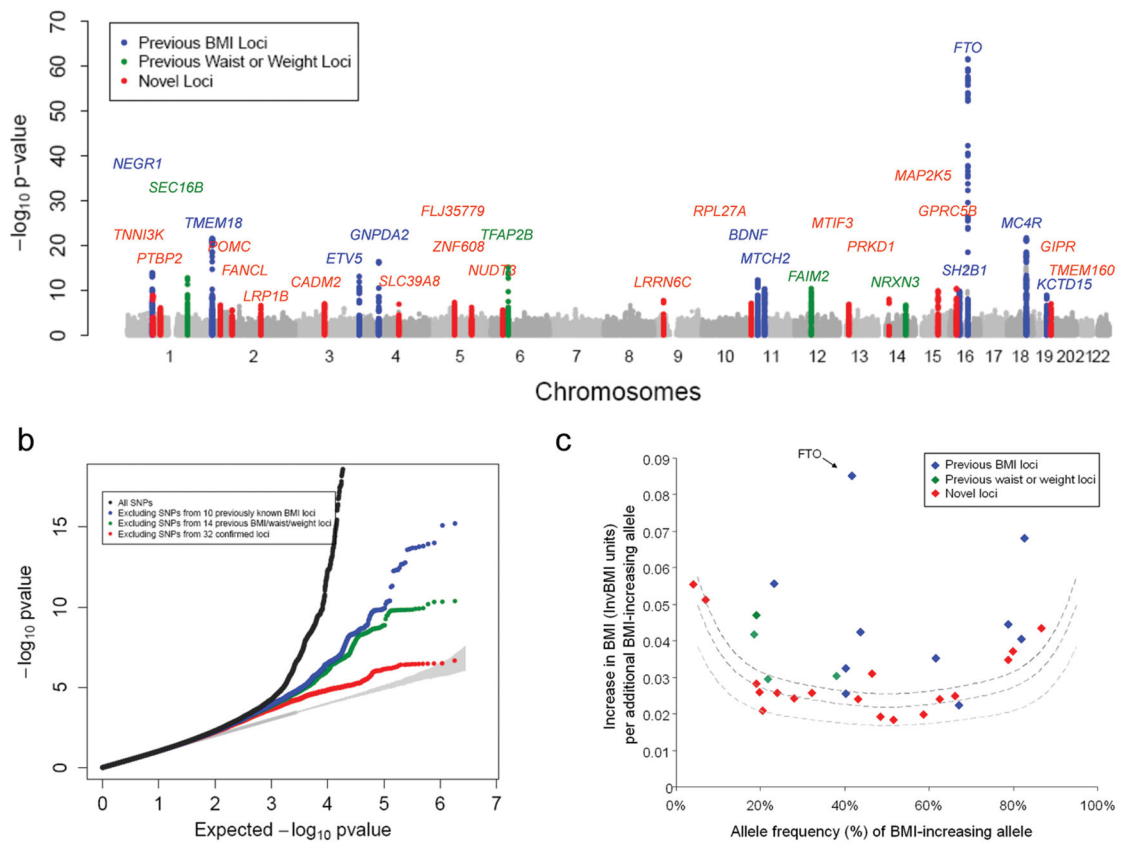 70
60
50
40
30
20
10
0
−log10 p-value
Previous BMI Loci
Previous Waist or Weight Loci
Novel Loci
FTO
NEGR1
SEC16B
MAP2K5
TNNI3K
TMEM18
FLJ35779
RPL27A
MTIF3
GPRC5B
MC4R
PTBP2
POMC
GNPDA2
ZNF608
TFAP2B
BDNF
PRKD1
GIPR
FANCL
ETV5
NUDT3
MTCH2
SH2B1
TMEM160
LRP1B
CADM2
SLC39A8
LRRN6C
FAIM2
NRXN3
KCTD15
1 2 3 4 5 6 7 8 9 10 11 12 13 14 15 16 17 18 19 20 21 22
Chromosomes
b
All SNPs
Excluding SNPs from 10 previously known BMI loci
Excluding SNPs from 14 previous BMI/waist/weight loci
Excluding SNPs from 32 confirmed loci
−log10 pvalue
15
10
5
0
0 1 2 3 4 5 6 7
Expected −log10 pvalue
c
FTO
Previous BMI loci
Previous waist or weight loci
Novel loci
Increase in BMI (InvBMI units)
per additional BMI-increasing allele
0.09
0.08
0.07
0.06
0.05
0.04
0.03
0.02
0.01
0
0% 20% 40% 60% 80% 100%
Allele frequency (%) of BMI-increasing allele